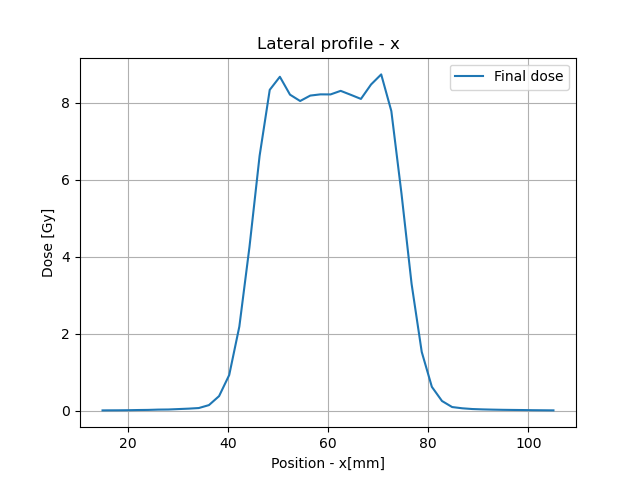 Lateral profile - x
Final dose
Dose [Gy]
8
6
4
2
0
20 40 60 80 100
Position - x[mm]